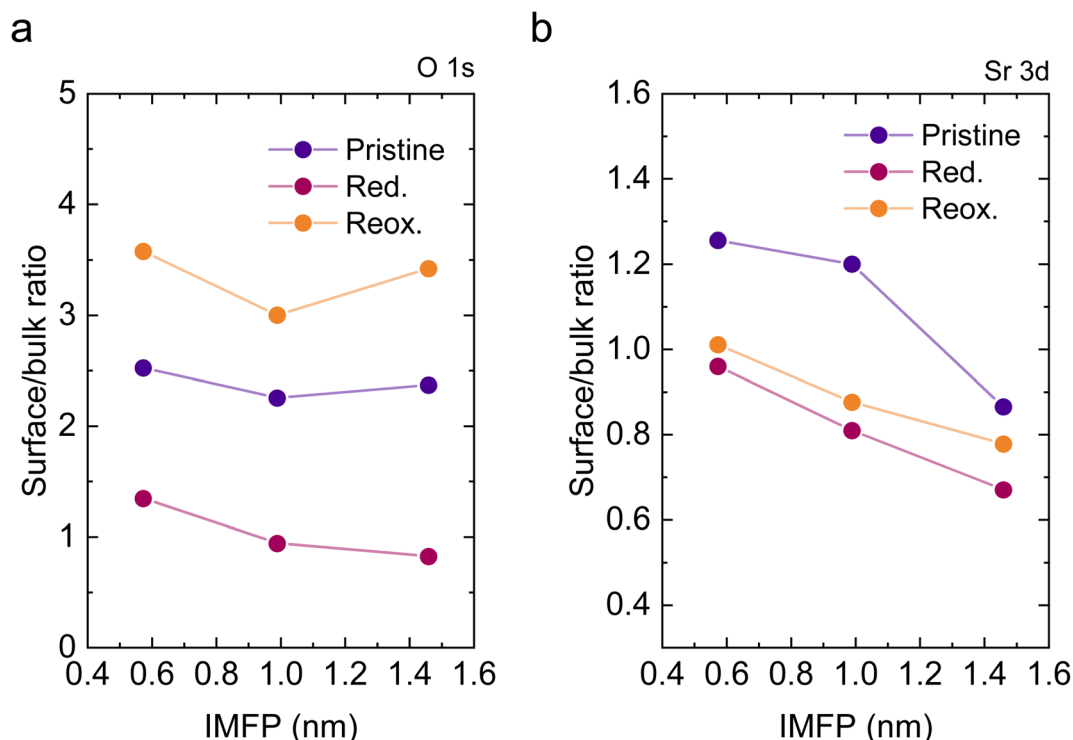 a
O 1s
5
4
3
2
1
0
Surface/bulk ratio
Pristine
Red.
Reox.
0.4 0.6 0.8 1.0 1.2 1.4 1.6
IMFP (nm)
b
Sr 3d
1.6
1.4
1.2
1.0
0.8
0.6
0.4
Surface/bulk ratio
Pristine
Red.
Reox.
0.4 0.6 0.8 1.0 1.2 1.4 1.6
IMFP (nm)